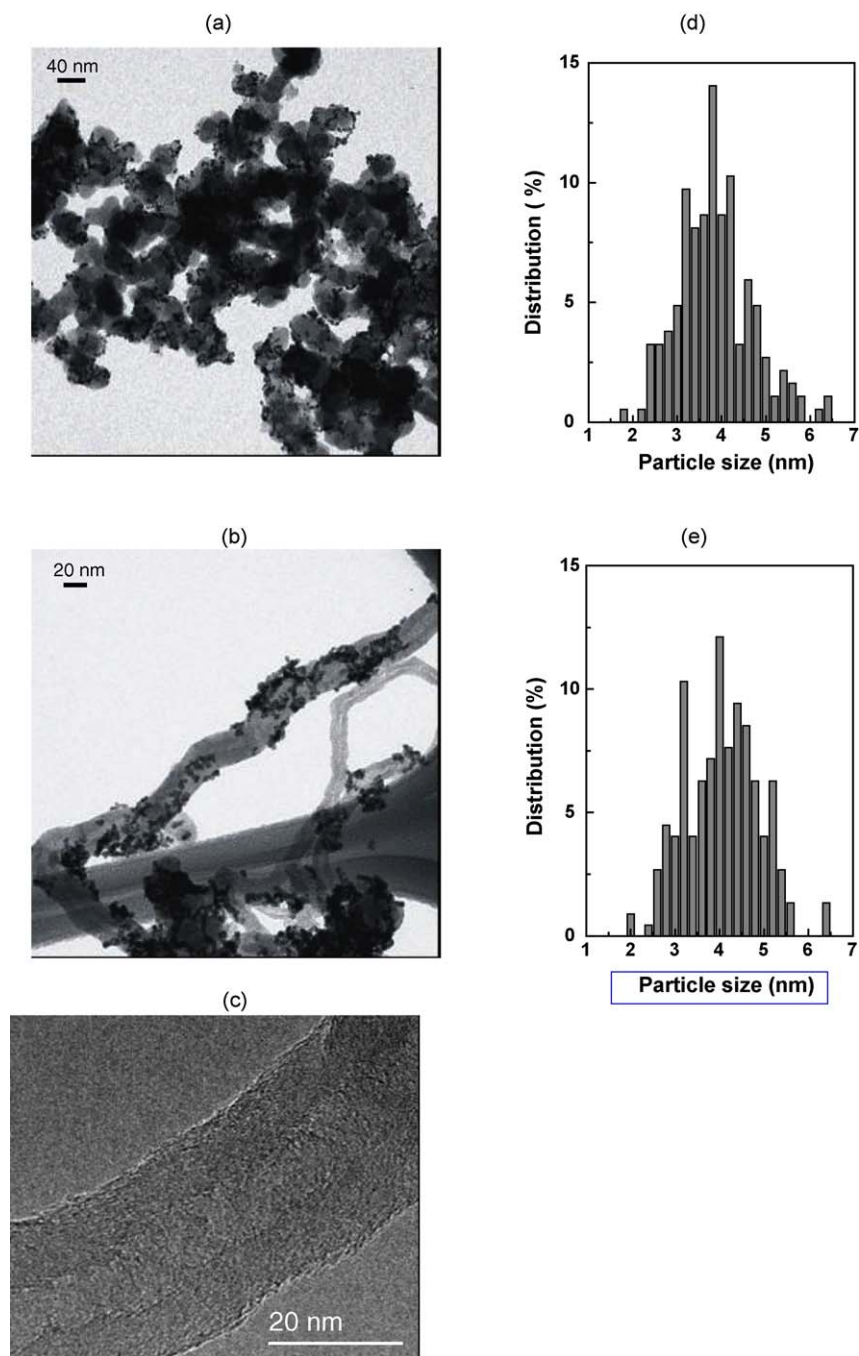 (a)
40 nm
(d)
15
10
5
0
Distribution ( %)
1 2 3 4 5 6 7
Particle size (nm)
(b)
20 nm
(e)
15
10
5
0
Distribution (%)
1 2 3 4 5 6 7
Particle size (nm)
(c)
20 nm